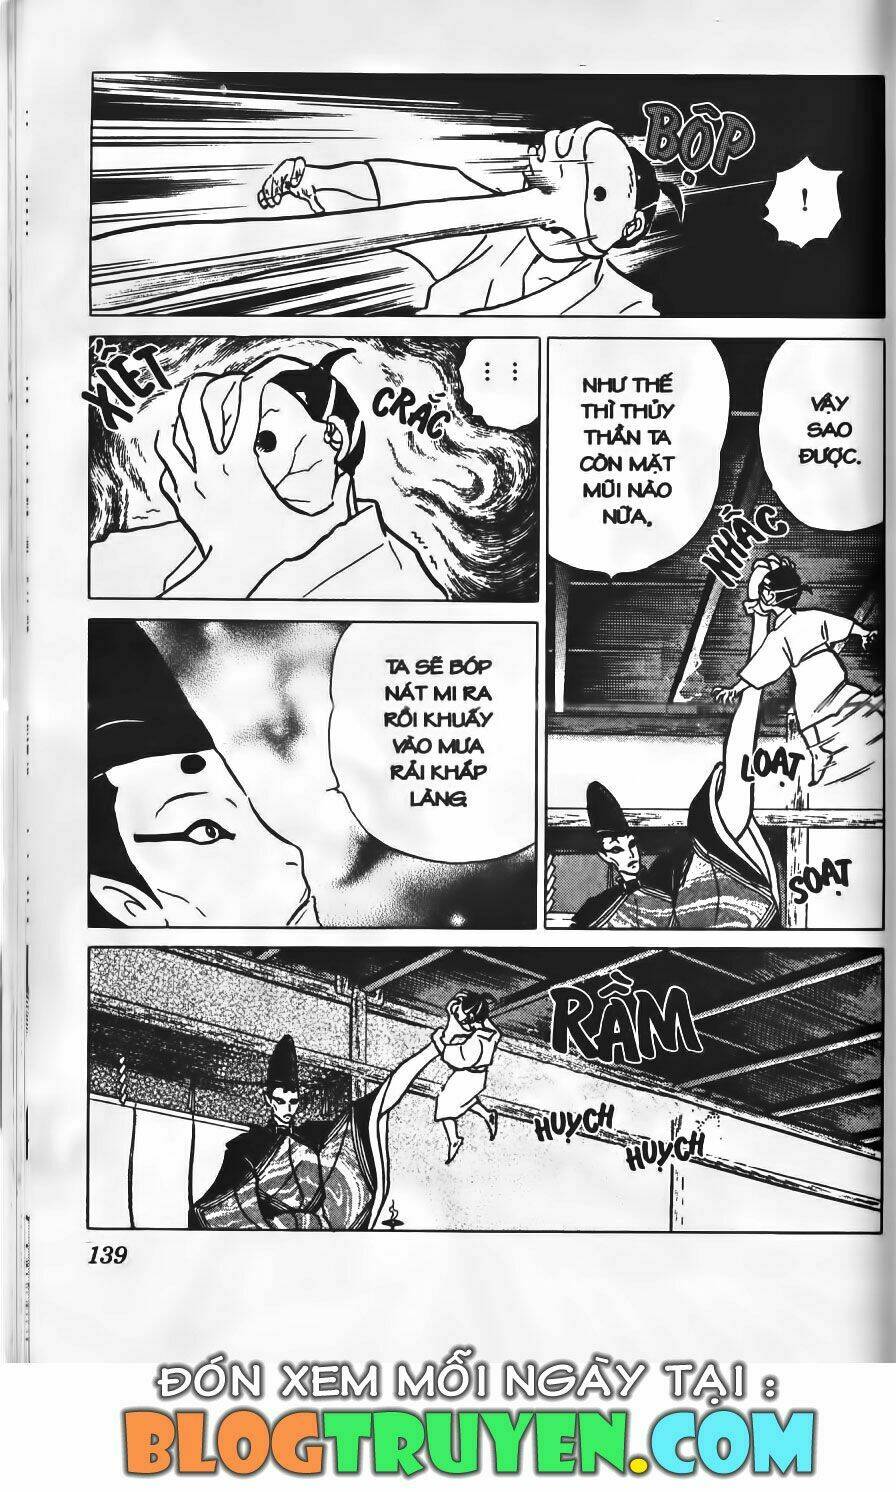 BỘP
!
VẬY
SAO
ĐƯỢC.
NHƯ THẾ
THÌ THỦY
THẦN TA
CÒN MẶT
MŨI NÀO
NỮA.
NHẤC
LOẠT
SOẠT
...
...
XIẾT
CRẮC
TA SẼ BÓP
NÁT MI RA
RỒI KHUẤY
VÀO MƯA
RẢI KHẮP
LÀNG.
RẦM
HUỴCH
HUỴCH
139
ĐÓN XEM MỖI NGÀY TẠI :
BLOGTRUYEN.COM